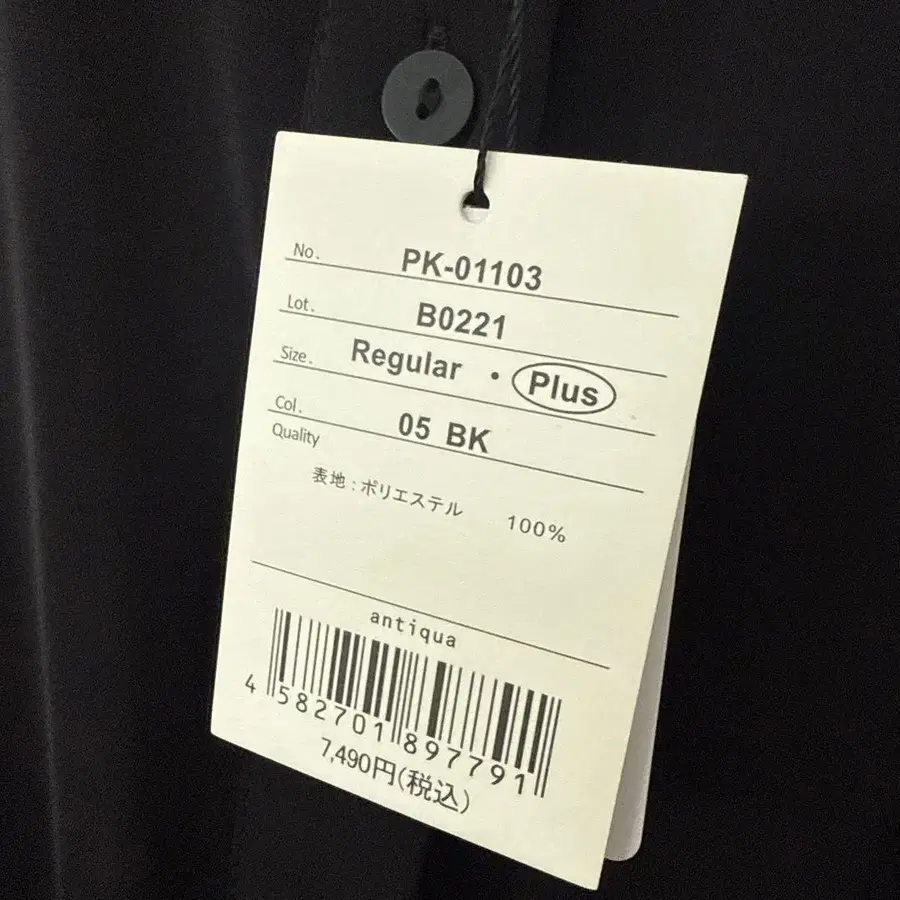 No. PK-01103
Lot. B0221
Size. Regular ・ Plus
Col. 05 BK
Quality
表地:ポリエステル 100%
antiqua
4 582701 897791
7,490円(税込)